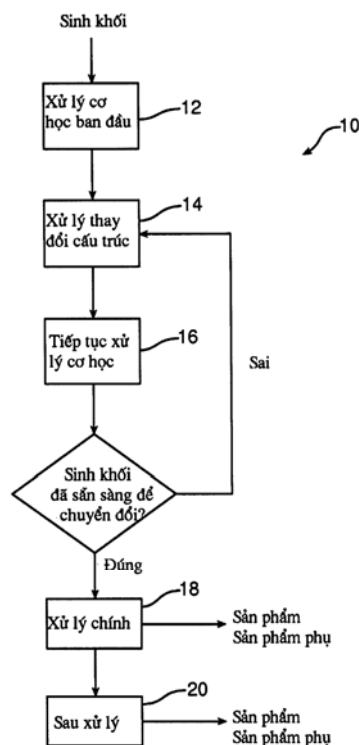 Sinh khối
Xử lý cơ
học ban đầu
12
10
Xử lý thay
đổi cấu trúc
14
Tiếp tục xử
lý cơ học
16
Sai
Sinh khối
đã sẵn sàng để
chuyển đổi?
Đúng
18
Xử lý chính
Sản phẩm
Sản phẩm phụ
20
Sau xử lý
Sản phẩm
Sản phẩm phụ